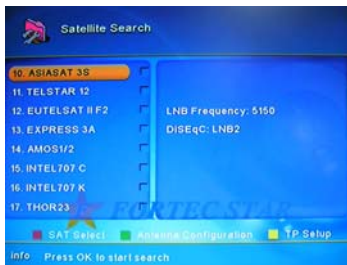 Satellite Search
10. ASIASAT 3S
11. TELSTAR 12
12. EUTELSAT II F2
13. EXPRESS 3A
14. AMOS1/2
15. INTEL707 C
16. INTEL707 K
17. THOR23
LNB Frequency: 5150
DiSEqC: LNB2
FORTEC STAR
SAT Select
Antenna Configuration
TP Setup
info Press OK to start search